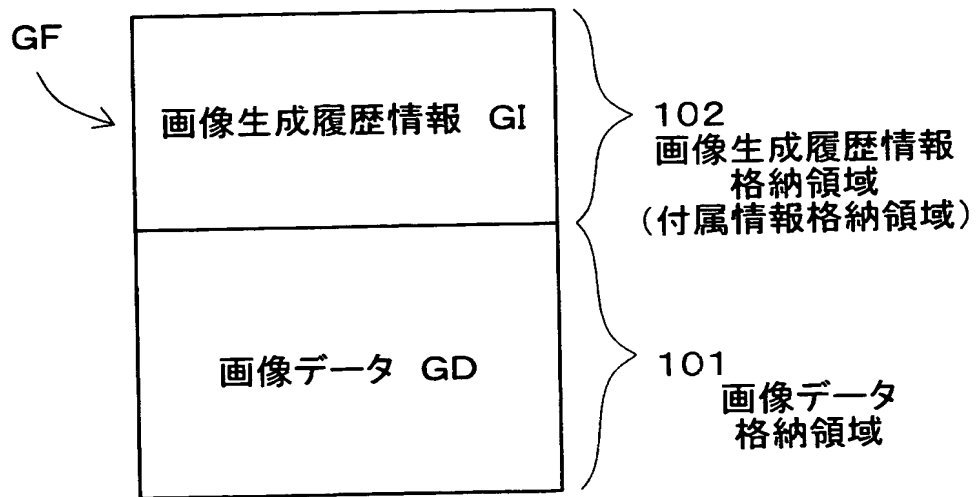 GF
画像生成履歴情報 GI
102
画像生成履歴情報
格納領域
(付属情報格納領域)
画像データ GD
101
画像データ
格納領域